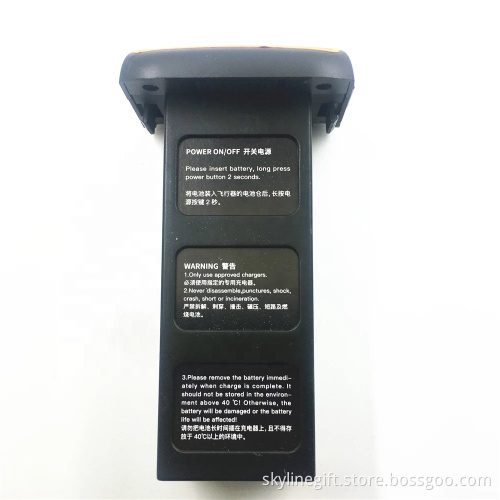 POWER ON/OFF 开关电源
Please insert battery, long press
power button 2 seconds.
将电池装入飞行器的电池仓后,长按电
源按键 2 秒。
WARNING 警告
1.Only use approved chargers.
必须使用指定的专用充电器。
2.Never disassemble,punctures, shock,
crash, short or incineration.
严禁拆解、刺穿、撞击、碾压、短路及燃
烧电池。
3.Please remove the battery immedi-
ately when charge is complete. It
should not be stored in the environ-
ment above 40 ℃! Otherwise, the
battery will be damaged or the battery
life will be affected!
请勿把电池长时间摆在充电器上,且不得存
放于 40℃以上的环境中。
skylinegift.store.bossgoo.com